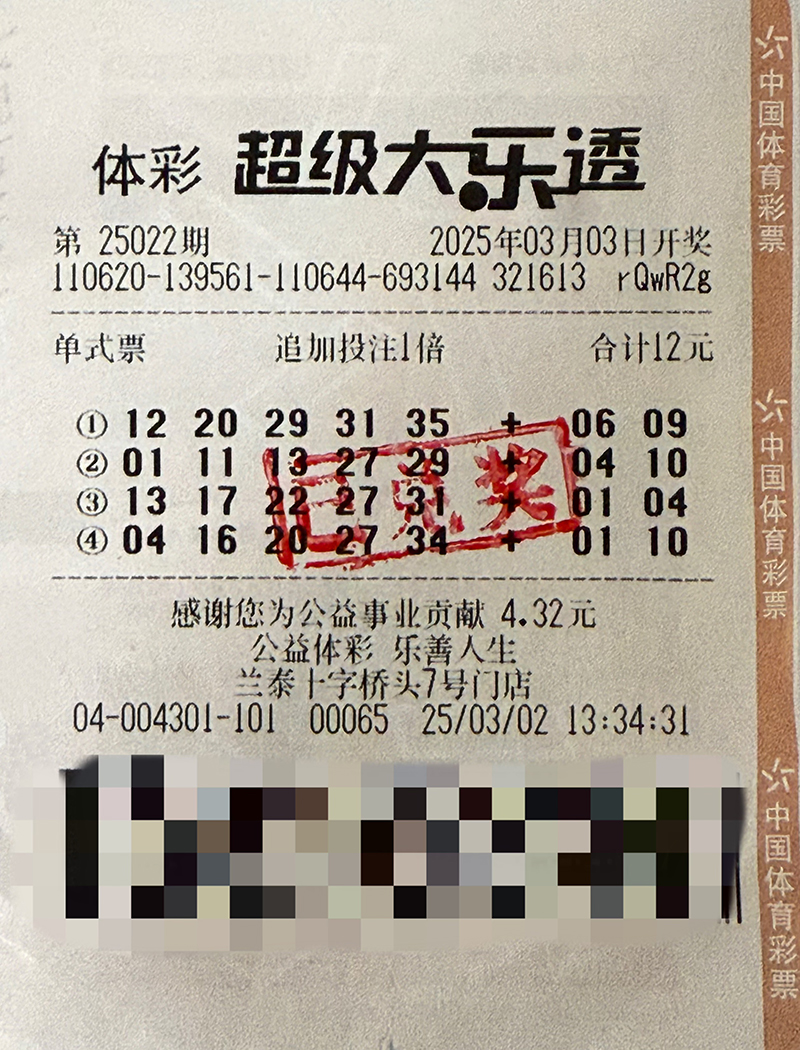 体彩 超级大乐透
第 25022期 2025年03月03日开奖
110620-139561-110644-693144 321613 rQwR2g
单式票 追加投注1倍 合计12元
① 12 20 29 31 35 + 06 09
② 01 11 13 27 29 + 04 10
③ 13 17 22 27 31 + 01 04
④ 04 16 20 27 34 + 01 10
已兑奖
感谢您为公益事业贡献 4.32元
公益体彩 乐善人生
兰泰十字桥头7号门店
04-004301-101 00065 25/03/02 13:34:31
中国体育彩票
中国体育彩票
中国体育彩票